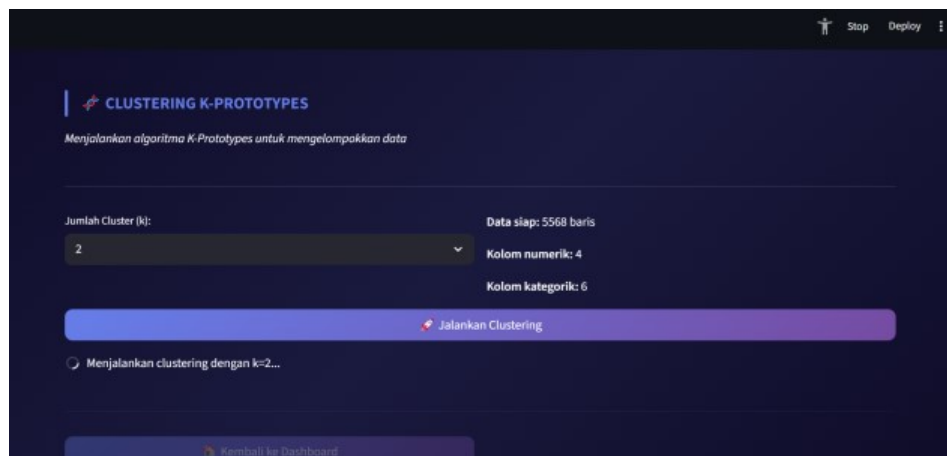 Stop Deploy
CLUSTERING K-PROTOTYPES
Menjalankan algoritma K-Prototypes untuk mengelompokkan data
Jumlah Cluster (k):
2
Data siap: 5568 baris
Kolom numerik: 4
Kolom kategorik: 6
Jalankan Clustering
Menjalankan clustering dengan k=2...
Kembali ke Dashboard